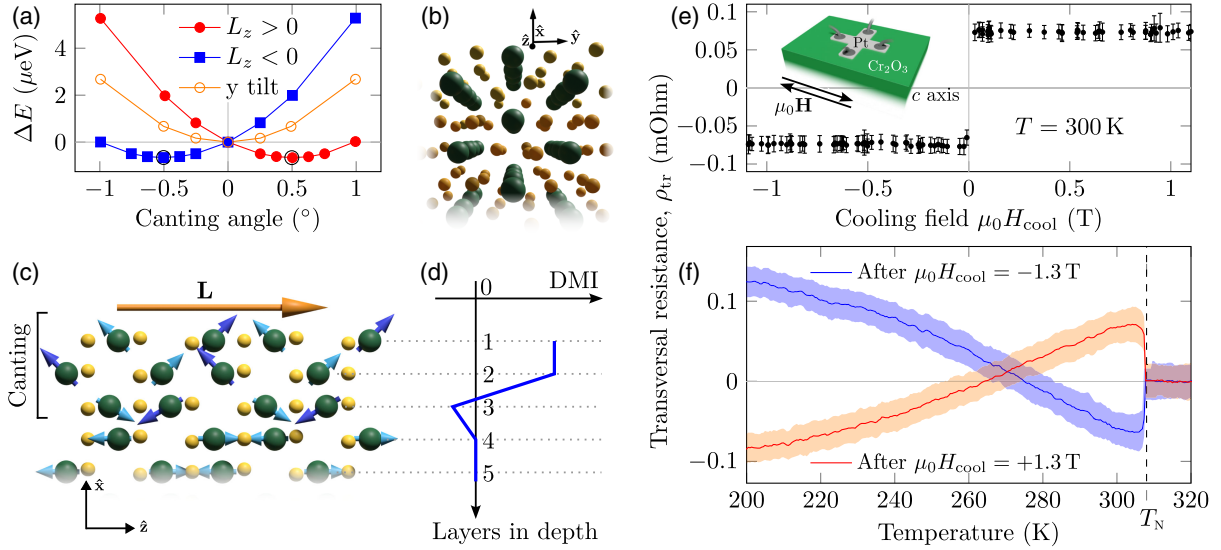 (a)
L_z > 0
L_z < 0
y tilt
ΔE (μeV)
4
2
0
−1
−0.5
0
0.5
1
Canting angle (°)
(b)
x̂
ẑ
ŷ
(c)
L
Canting
x̂
ẑ
(d)
0
DMI
1
2
3
4
5
Layers in depth
(e)
Pt
Cr₂O₃
c axis
μ₀H
T = 300 K
0.1
0.05
0
−0.05
−0.1
−1
−0.5
0
0.5
1
Cooling field μ₀H_cool (T)
Transversal resistance, ρ_tr (mOhm)
(f)
After μ₀H_cool = −1.3 T
After μ₀H_cool = +1.3 T
0.1
0
−0.1
200
220
240
260
280
300
320
T_N
Temperature (K)